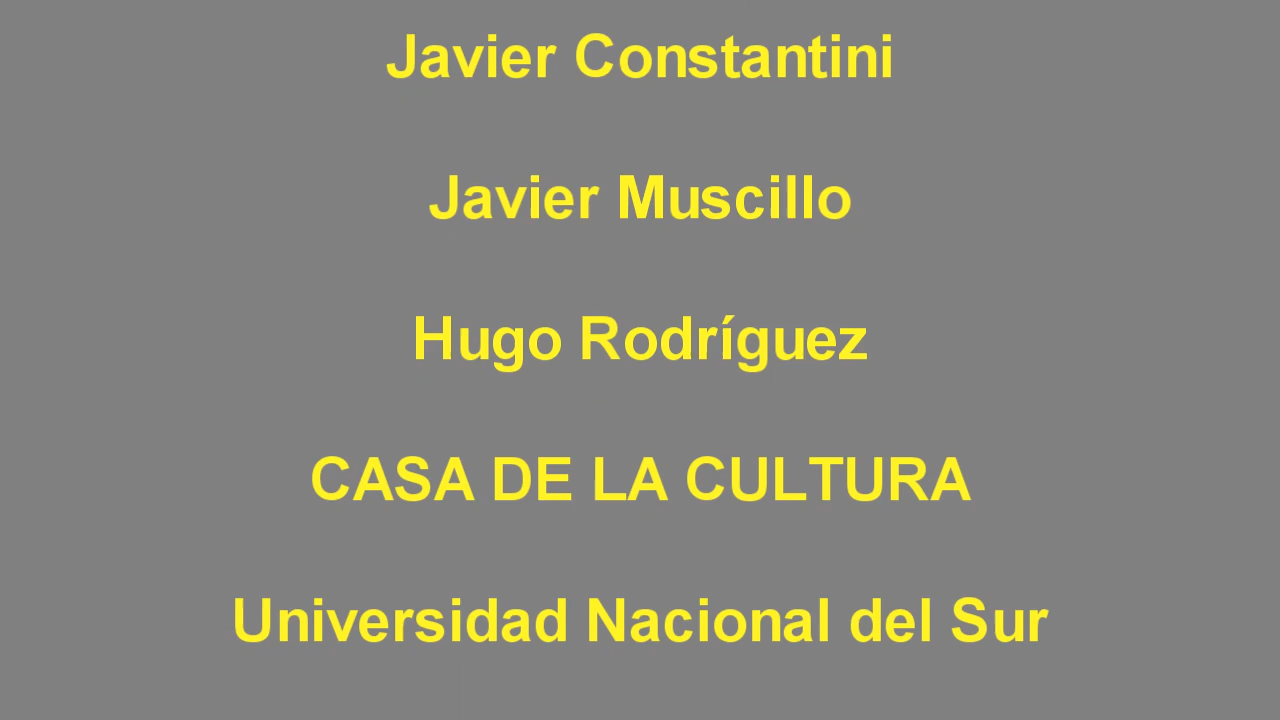 Javier Constantini
Javier Muscillo
Hugo Rodríguez
CASA DE LA CULTURA
Universidad Nacional del Sur